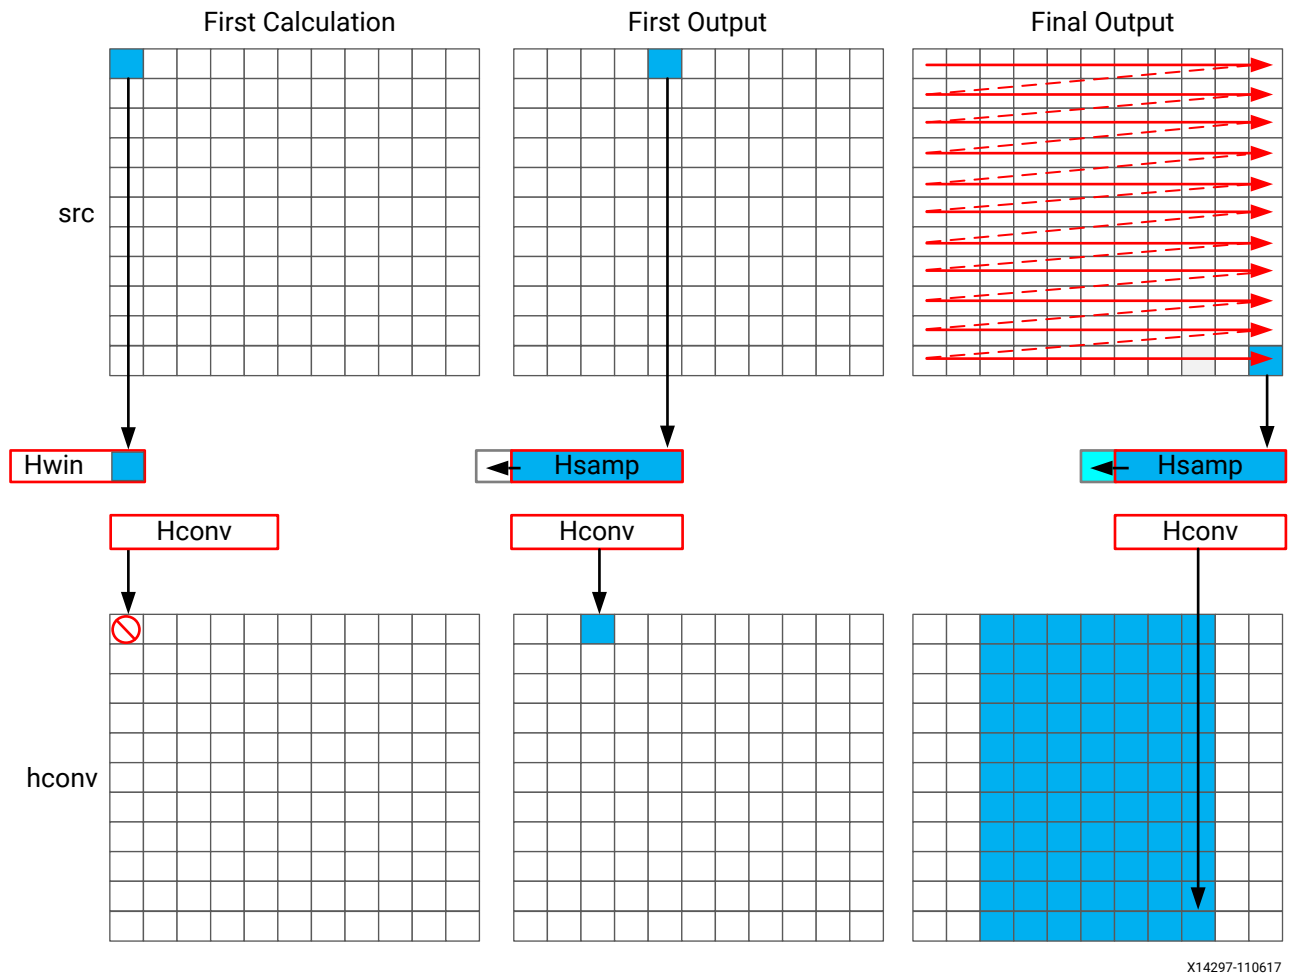 First Calculation First Output Final Output
src
Hwin Hsamp Hsamp
Hconv Hconv Hconv
hconv
X14297-110617